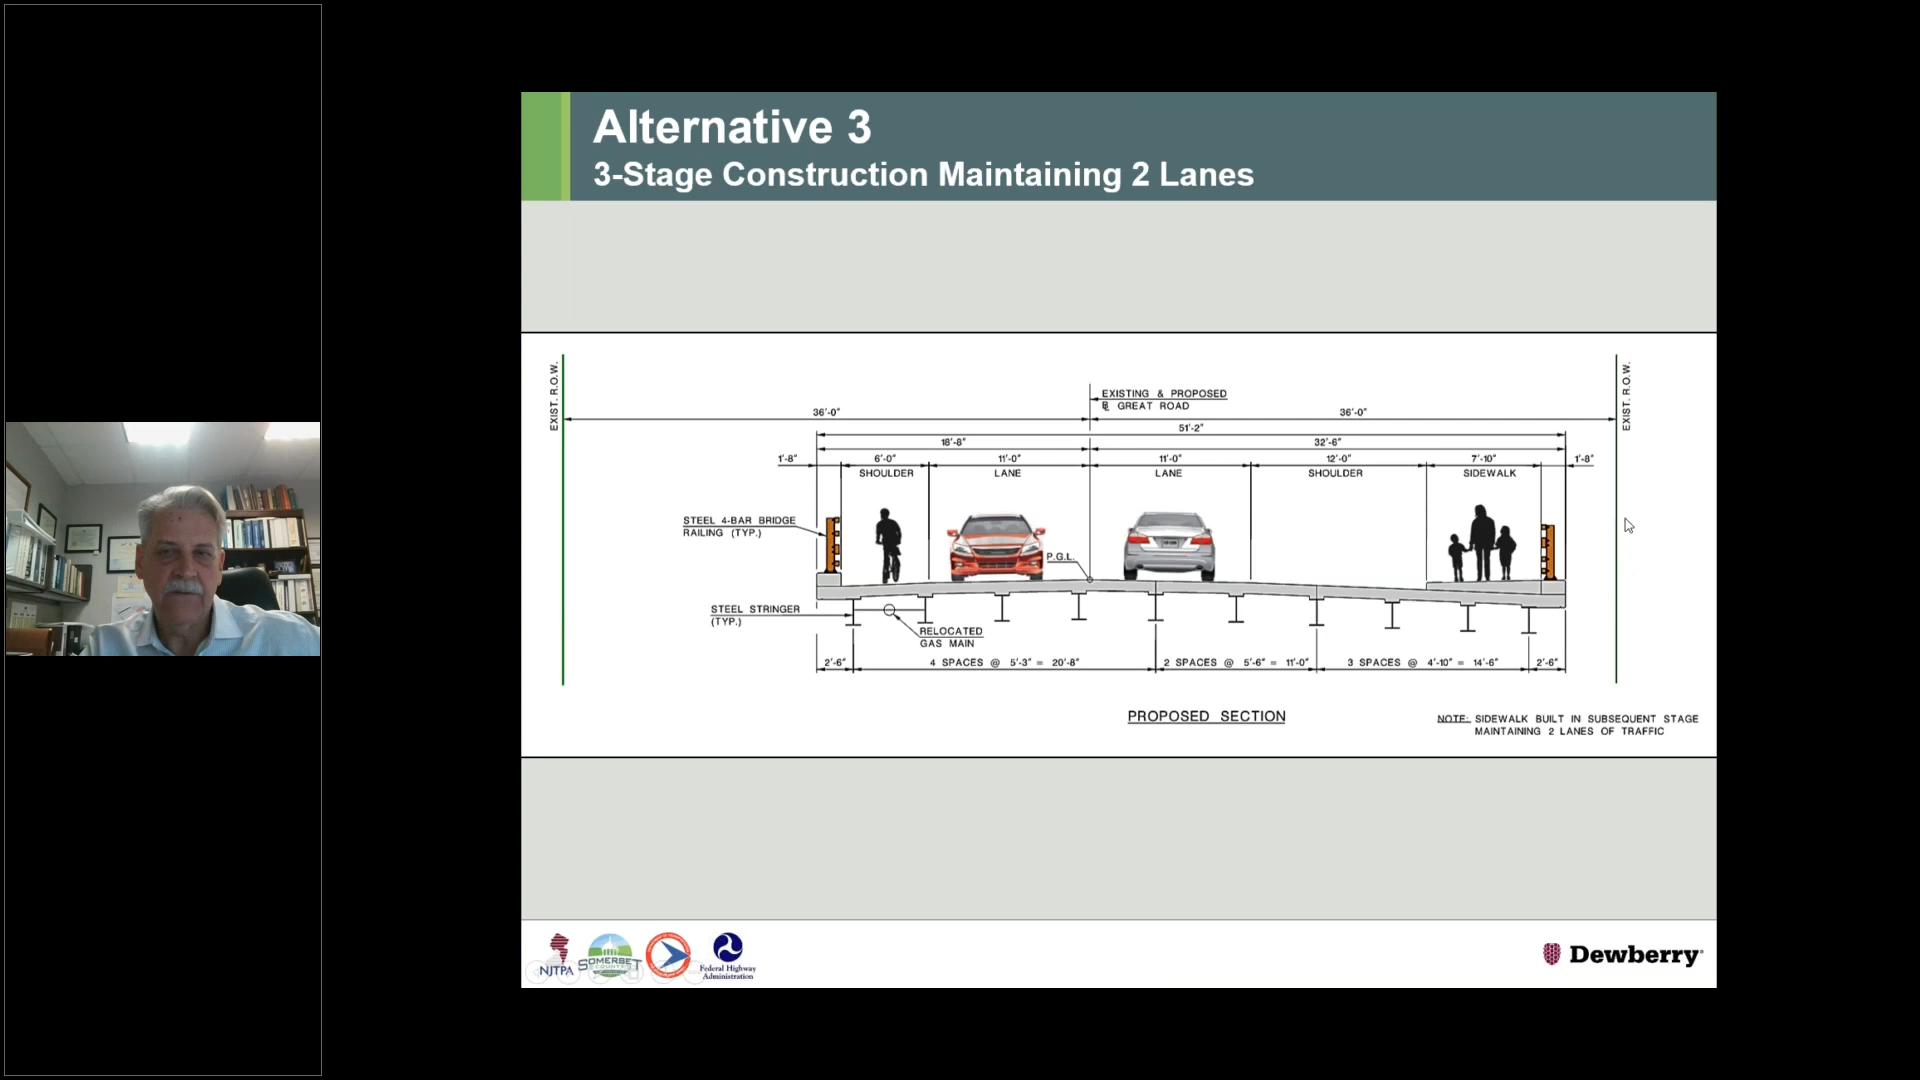 Alternative 3
3-Stage Construction Maintaining 2 Lanes
EXIST. R.O.W.
EXIST. R.O.W.
EXISTING & PROPOSED
℄ GREAT ROAD
36'-0"
36'-0"
51'-2"
18'-8"
32'-6"
1'-8"
6'-0"
11'-0"
11'-0"
12'-0"
7'-10"
1'-8"
SHOULDER
LANE
LANE
SHOULDER
SIDEWALK
STEEL 4-BAR BRIDGE
RAILING (TYP.)
P.G.L.
STEEL STRINGER
(TYP.)
RELOCATED
GAS MAIN
2'-6"
4 SPACES @ 5'-3" = 20'-8"
2 SPACES @ 5'-6" = 11'-0"
3 SPACES @ 4'-10" = 14'-6"
2'-6"
PROPOSED SECTION
NOTE: SIDEWALK BUILT IN SUBSEQUENT STAGE
MAINTAINING 2 LANES OF TRAFFIC
NJTPA
SOMERSET
COUNTY
Federal Highway
Administration
Dewberry